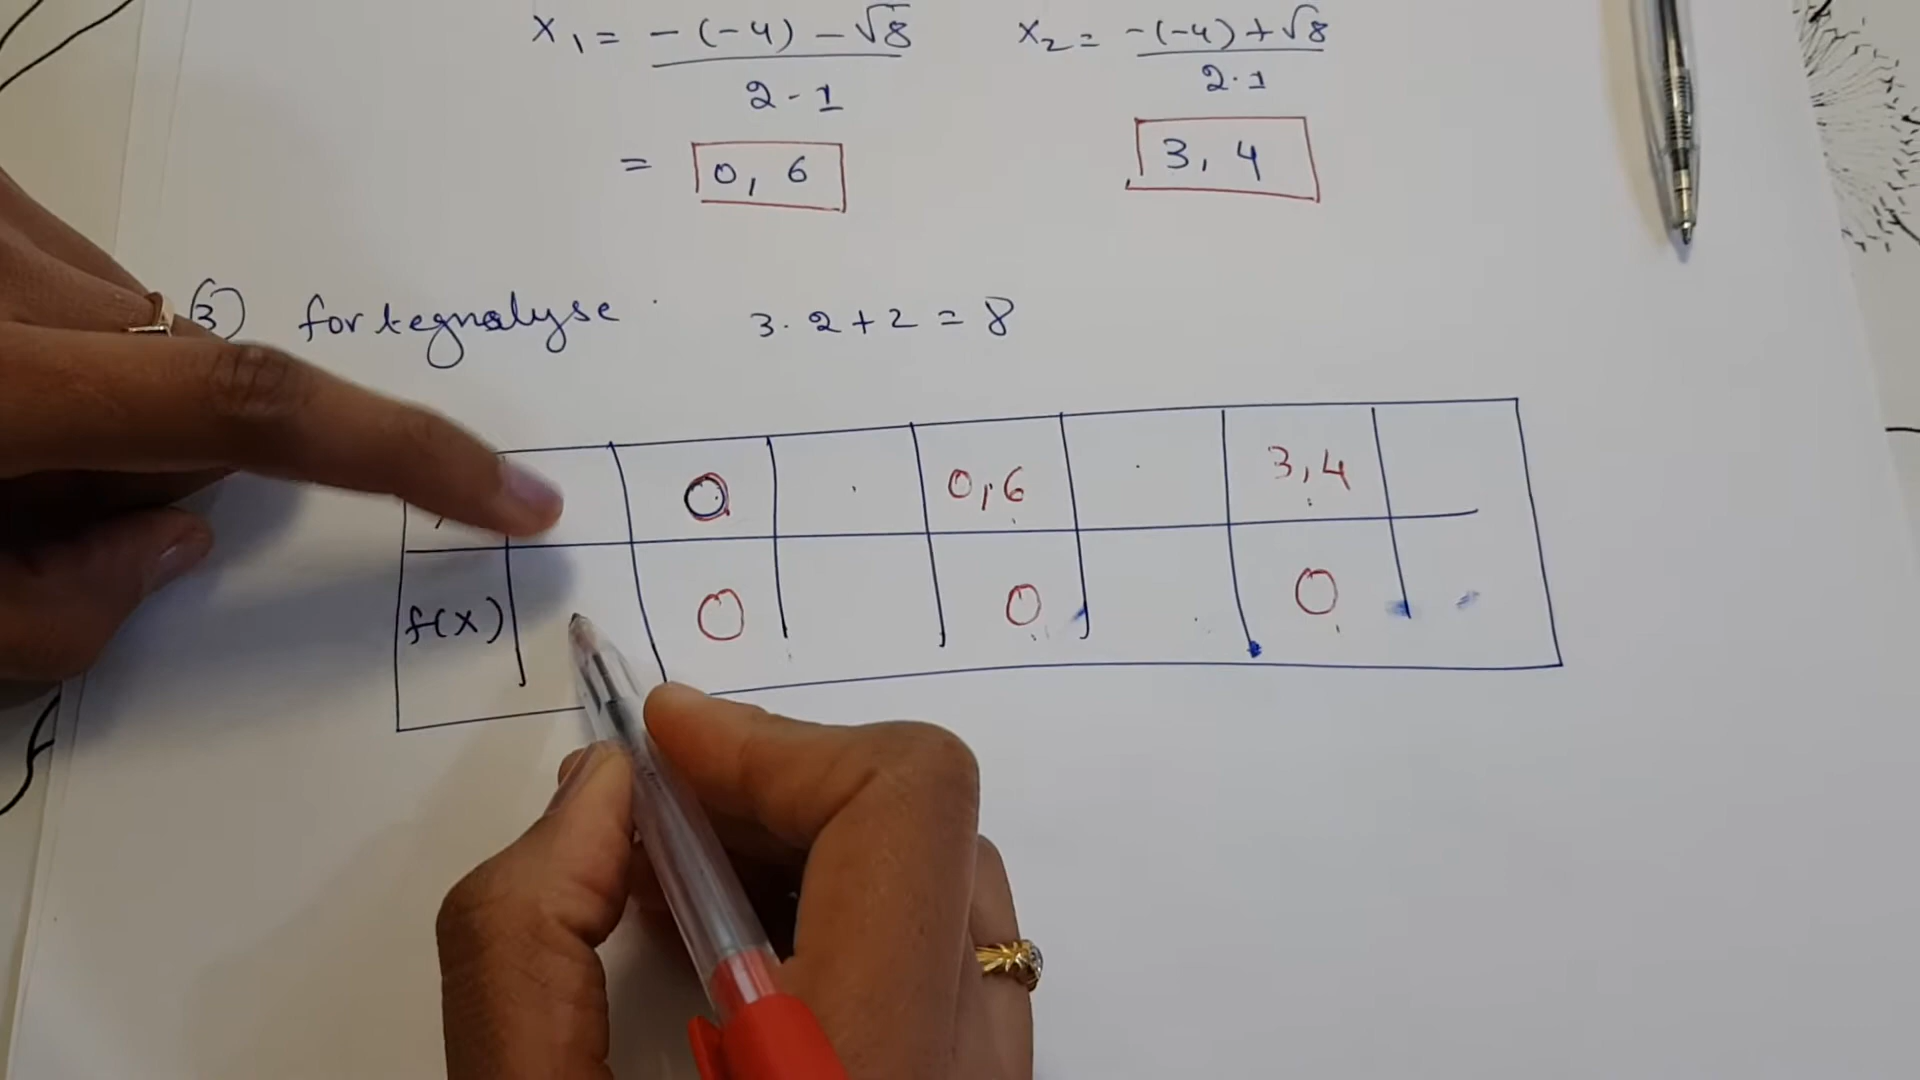 x₁ = -(-4) - √8 x₂ = -(-4) + √8
2 - 1 2 · 1
= 0, 6 3, 4
③ fortegnalyse 3 · 2 + 2 = 8
0 0, 6 3, 4
f(x) 0 0 0